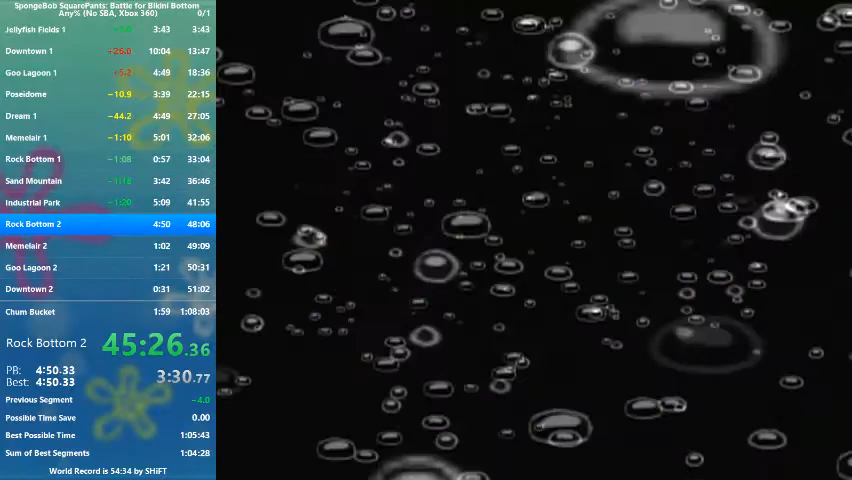 SpongeBob SquarePants: Battle for Bikini Bottom
Any% (No SBA, Xbox 360) 0/1
Jellyfish Fields 1 3:43 3:43
Downtown 1 −26.0 10:04 13:47
Goo Lagoon 1 +5.2 4:49 18:36
Poseidome −10.9 3:39 22:15
Dream 1 −44.2 4:49 27:05
Memelair 1 −1:10 5:01 32:06
Rock Bottom 1 −1:08 0:57 33:04
Sand Mountain −1:16 3:42 36:46
Industrial Park −1:20 5:09 41:55
Rock Bottom 2 4:50 48:06
Memelair 2 1:02 49:09
Goo Lagoon 2 1:21 50:31
Downtown 2 0:31 51:02
Chum Bucket 1:59 1:08:03
Rock Bottom 2 45:26.36
PB: 4:50.33
Best: 4:50.33 3:30.77
Previous Segment −4.0
Possible Time Save 0.00
Best Possible Time 1:05:43
Sum of Best Segments 1:04:28
World Record is 54:34 by SHiFT